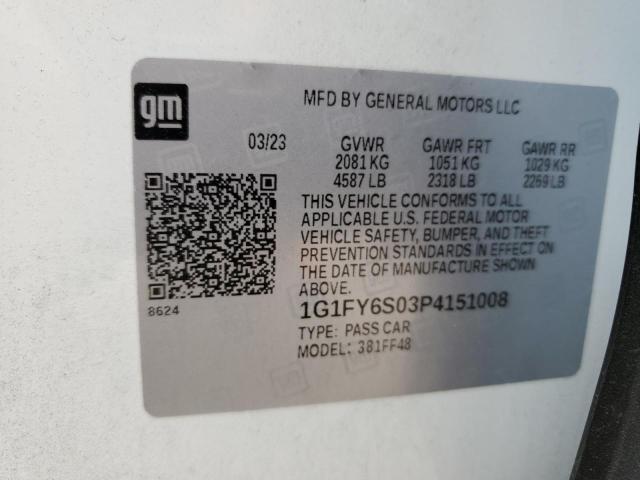 gm
MFD BY GENERAL MOTORS LLC
03/23 GVWR GAWR FRT GAWR RR
2081 KG 1051 KG 1029 KG
4587 LB 2318 LB 2269 LB
THIS VEHICLE CONFORMS TO ALL
APPLICABLE U.S. FEDERAL MOTOR
VEHICLE SAFETY, BUMPER, AND THEFT
PREVENTION STANDARDS IN EFFECT ON
THE DATE OF MANUFACTURE SHOWN
ABOVE.
8624
1G1FY6S03P4151008
TYPE: PASS CAR
MODEL: 381FF48